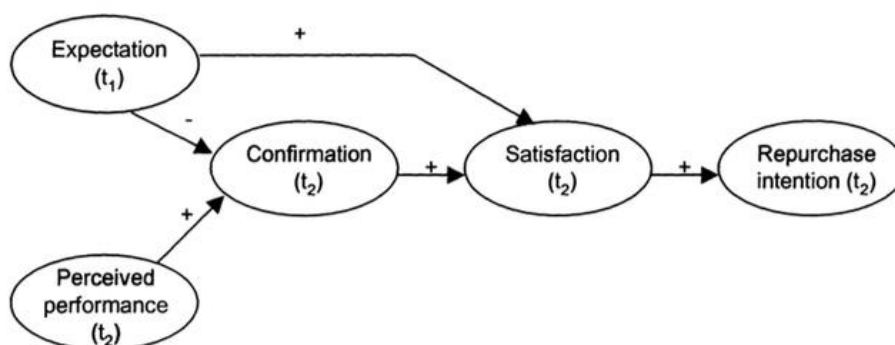 Expectation
(t₁)
+
-
Confirmation
(t₂)
+
Satisfaction
(t₂)
+
Repurchase
intention (t₂)
+
Perceived
performance
(t₂)